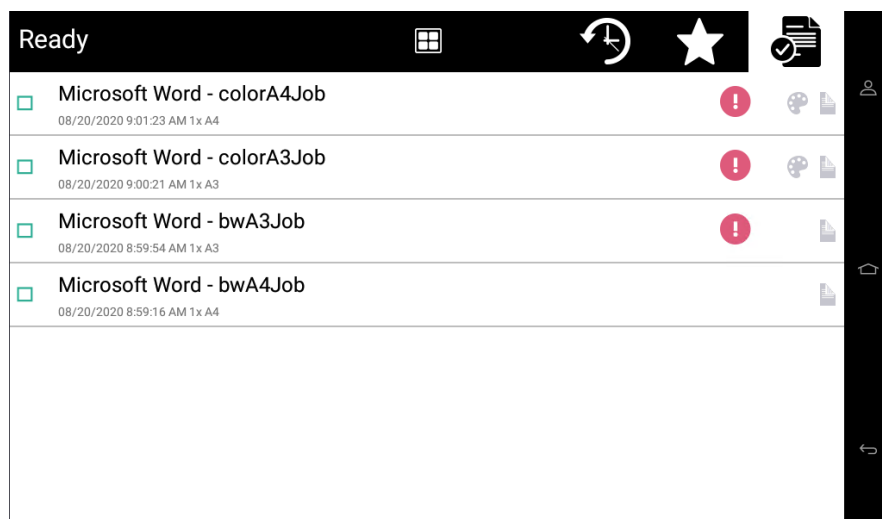 Ready
Microsoft Word - colorA4Job
08/20/2020 9:01:23 AM 1x A4
Microsoft Word - colorA3Job
08/20/2020 9:00:21 AM 1x A3
Microsoft Word - bwA3Job
08/20/2020 8:59:54 AM 1x A3
Microsoft Word - bwA4Job
08/20/2020 8:59:16 AM 1x A4